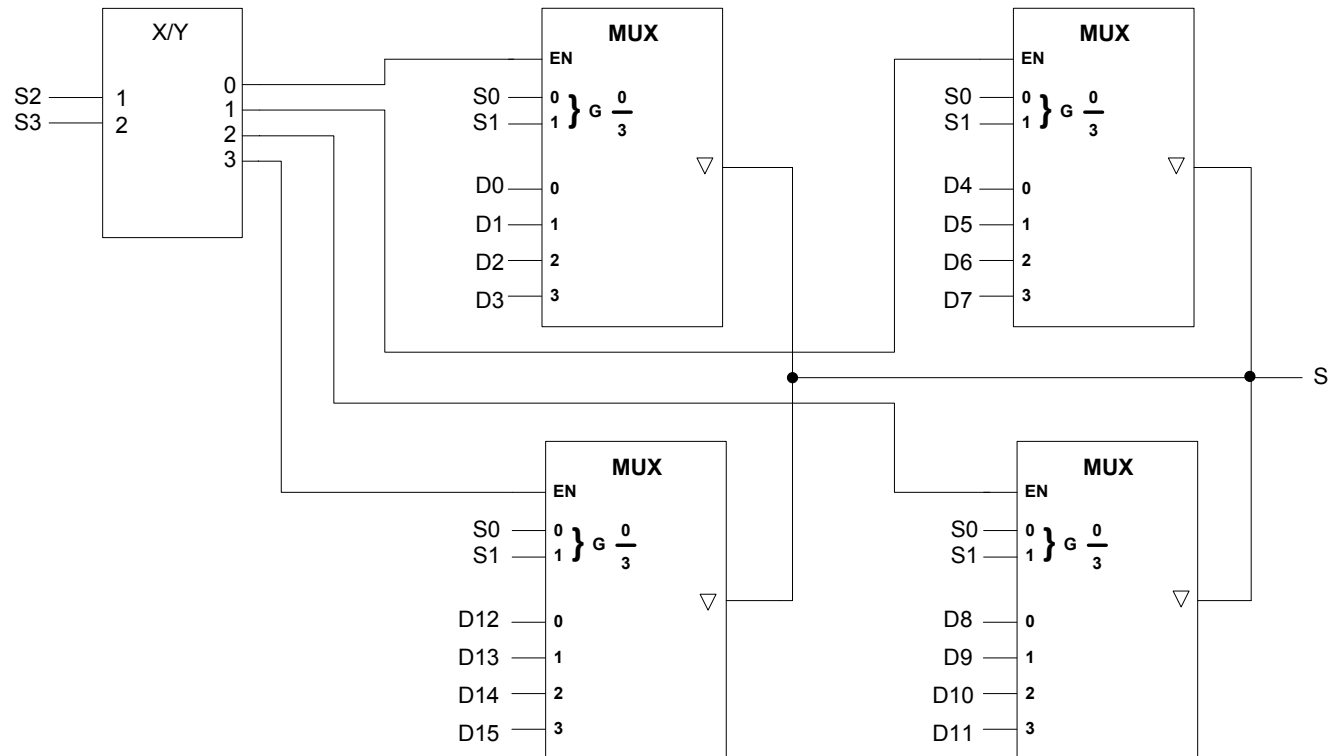 X/Y
S2 1
S3 2
0
1
2
3
MUX
EN
S0 0
S1 1
} G 0
3
D0 0
D1 1
D2 2
D3 3
▽
MUX
EN
S0 0
S1 1
} G 0
3
D4 0
D5 1
D6 2
D7 3
▽
S
MUX
EN
S0 0
S1 1
} G 0
3
D12 0
D13 1
D14 2
D15 3
▽
MUX
EN
S0 0
S1 1
} G 0
3
D8 0
D9 1
D10 2
D11 3
▽